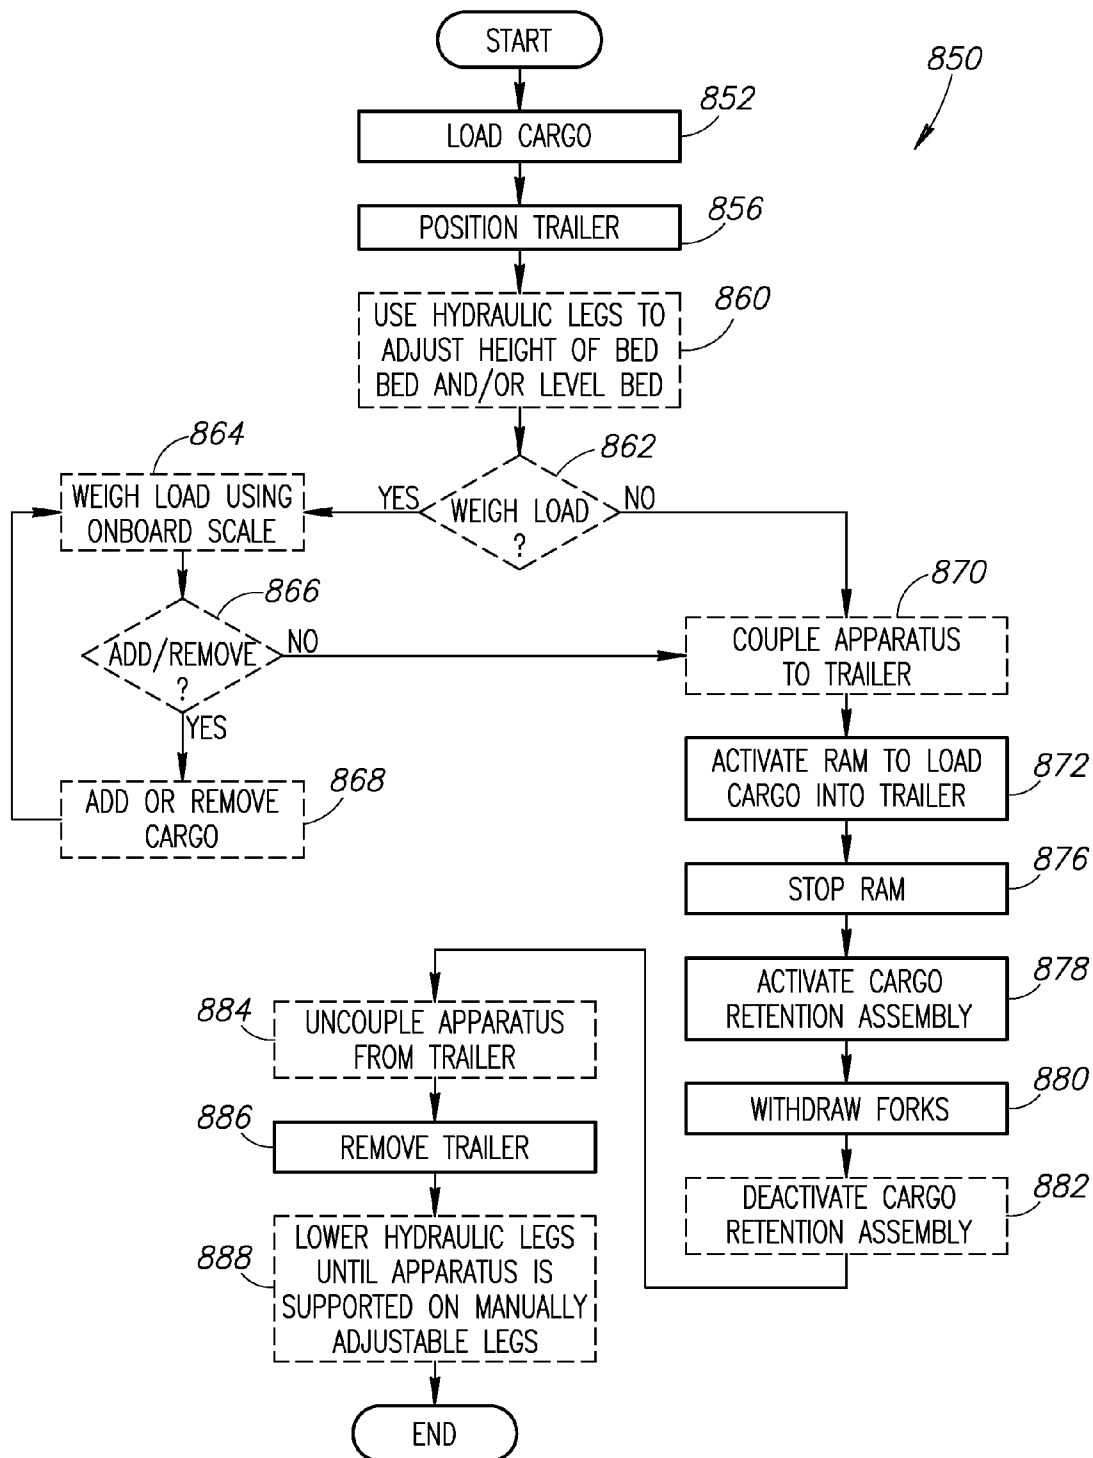 START
850
852
LOAD CARGO
856
POSITION TRAILER
860
USE HYDRAULIC LEGS TO
ADJUST HEIGHT OF BED
BED AND/OR LEVEL BED
862
WEIGH LOAD
?
YES
NO
864
WEIGH LOAD USING
ONBOARD SCALE
866
ADD/REMOVE
?
NO
YES
868
ADD OR REMOVE
CARGO
870
COUPLE APPARATUS
TO TRAILER
872
ACTIVATE RAM TO LOAD
CARGO INTO TRAILER
876
STOP RAM
878
ACTIVATE CARGO
RETENTION ASSEMBLY
880
WITHDRAW FORKS
882
DEACTIVATE CARGO
RETENTION ASSEMBLY
884
UNCOUPLE APPARATUS
FROM TRAILER
886
REMOVE TRAILER
888
LOWER HYDRAULIC LEGS
UNTIL APPARATUS IS
SUPPORTED ON MANUALLY
ADJUSTABLE LEGS
END